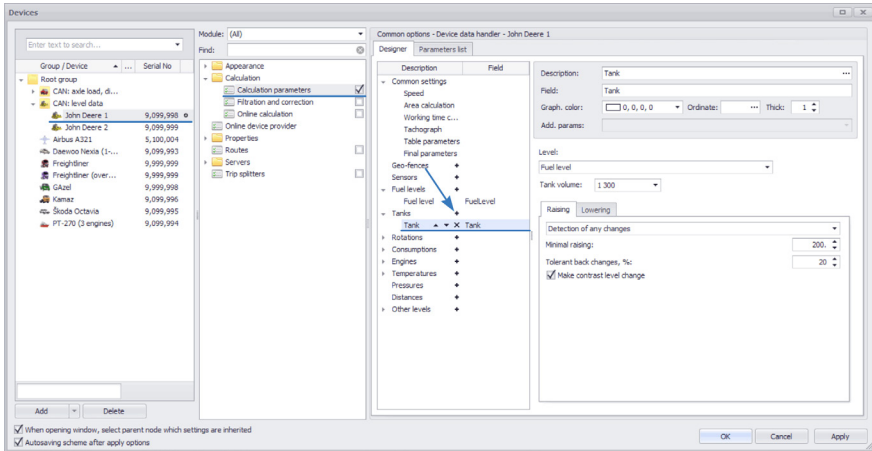 Devices
Enter text to search...
Group / Device ... Serial No
Root group
CAN: axle load, di...
CAN: level data
John Deere 1 9,099,998
John Deere 2 9,099,999
Airbus A321 5,100,004
Daewoo Nexia (1-... 9,099,993
Freightliner 9,999,999
Freightliner (over... 9,999,999
GAzel 9,999,998
Kamaz 9,099,996
Škoda Octavia 9,099,995
PT-270 (3 engines) 9,099,994
Add Delete
When opening window, select parent node which settings are inherited
Autosaving scheme after apply options
Module: (All)
Find:
Appearance
Calculation
Calculation parameters
Filtration and correction
Online calculation
Online device provider
Properties
Routes
Servers
Trip splitters
Common options - Device data handler - John Deere 1
Designer Parameters list
Description Field
Common settings
Speed
Area calculation
Working time c...
Tachograph
Table parameters
Final parameters
Geo-fences
Sensors
Fuel levels
Fuel level FuelLevel
Tanks
Tank Tank
Rotations
Consumptions
Engines
Temperatures
Pressures
Distances
Other levels
Description: Tank ...
Field: Tank
Graph. color: 0, 0, 0, 0 Ordinate: ... Thick: 1
Add. params:
Level:
Fuel level
Tank volume: 1 300
Raising Lowering
Detection of any changes
Minimal raising: 200.
Tolerant back changes, %: 20
Make contrast level change
OK Cancel Apply